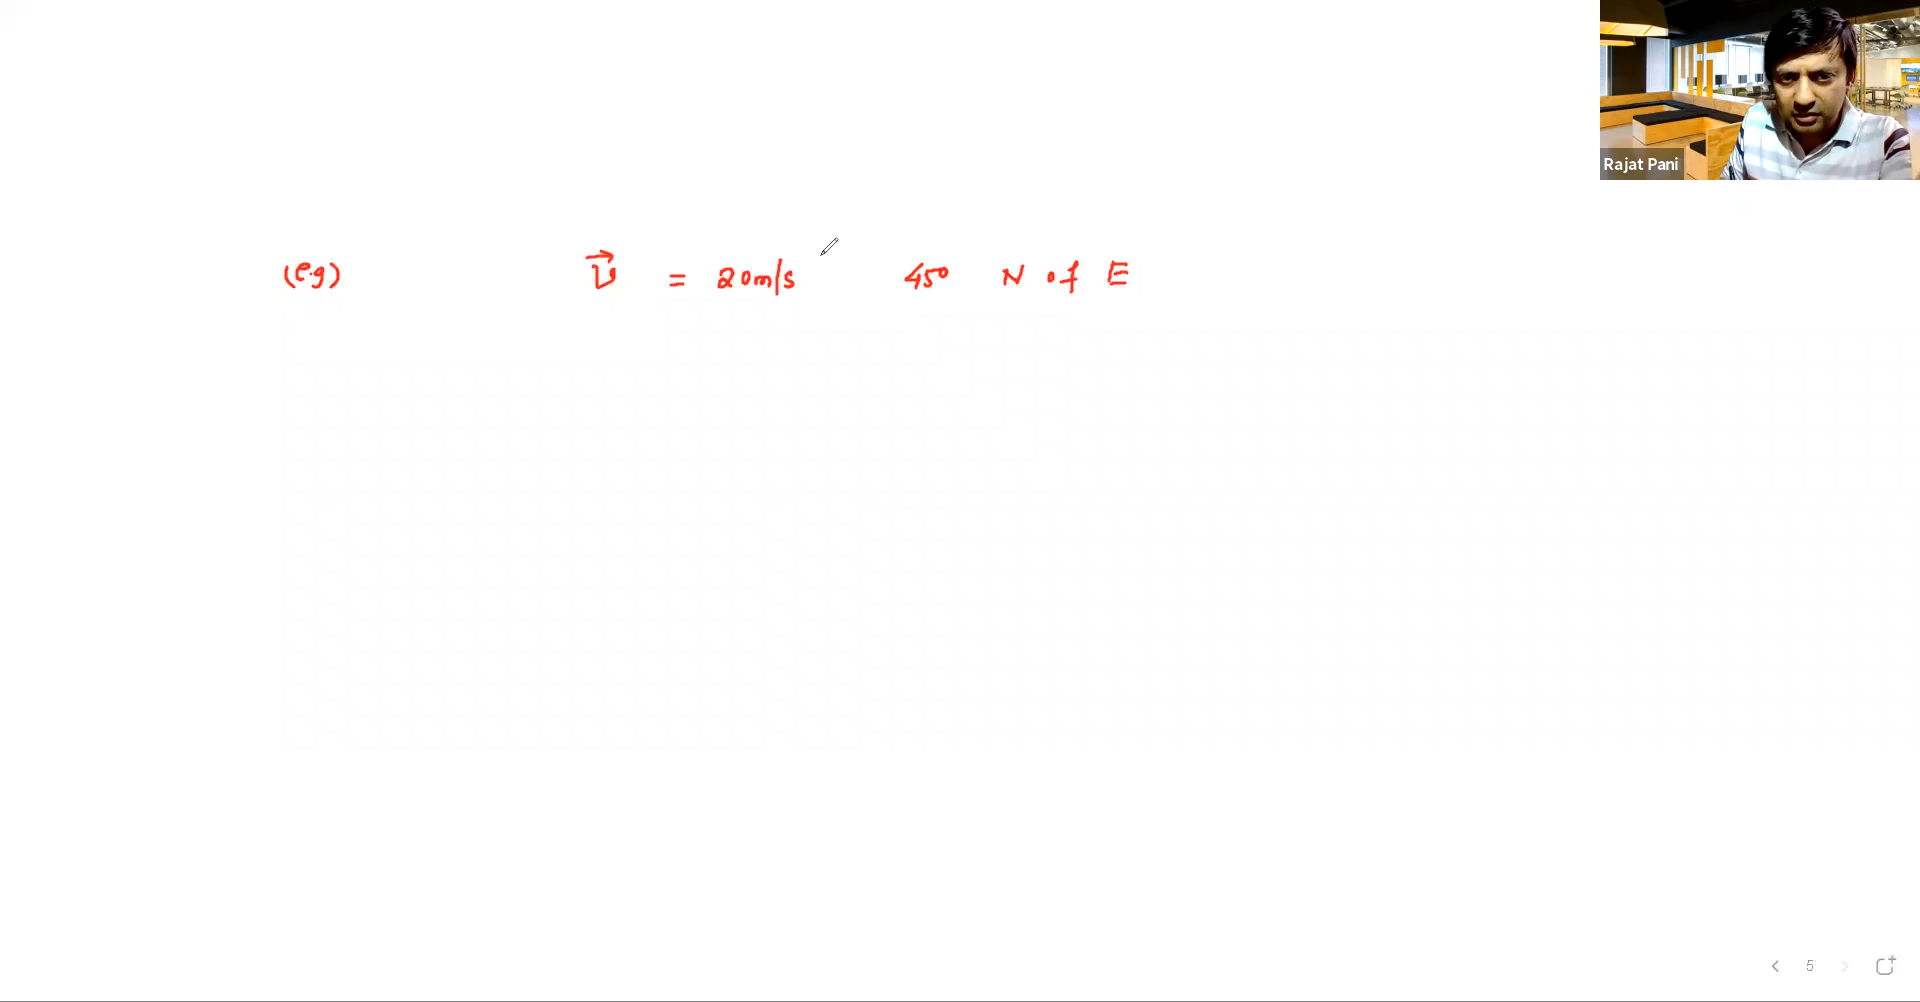 Rajat Pani
(e.g) v⃗ = 20m/s 45° N of E
5